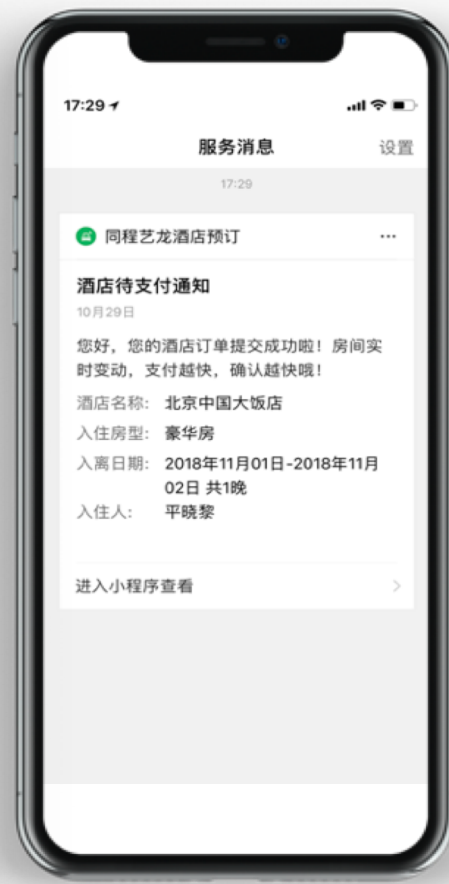 17:29
服务消息 设置
17:29
同程艺龙酒店预订 ...
酒店待支付通知
10月29日
您好，您的酒店订单提交成功啦！房间实
时变动，支付越快，确认越快哦！
酒店名称： 北京中国大饭店
入住房型： 豪华房
入离日期： 2018年11月01日-2018年11月
02日 共1晚
入住人： 平晓黎
进入小程序查看